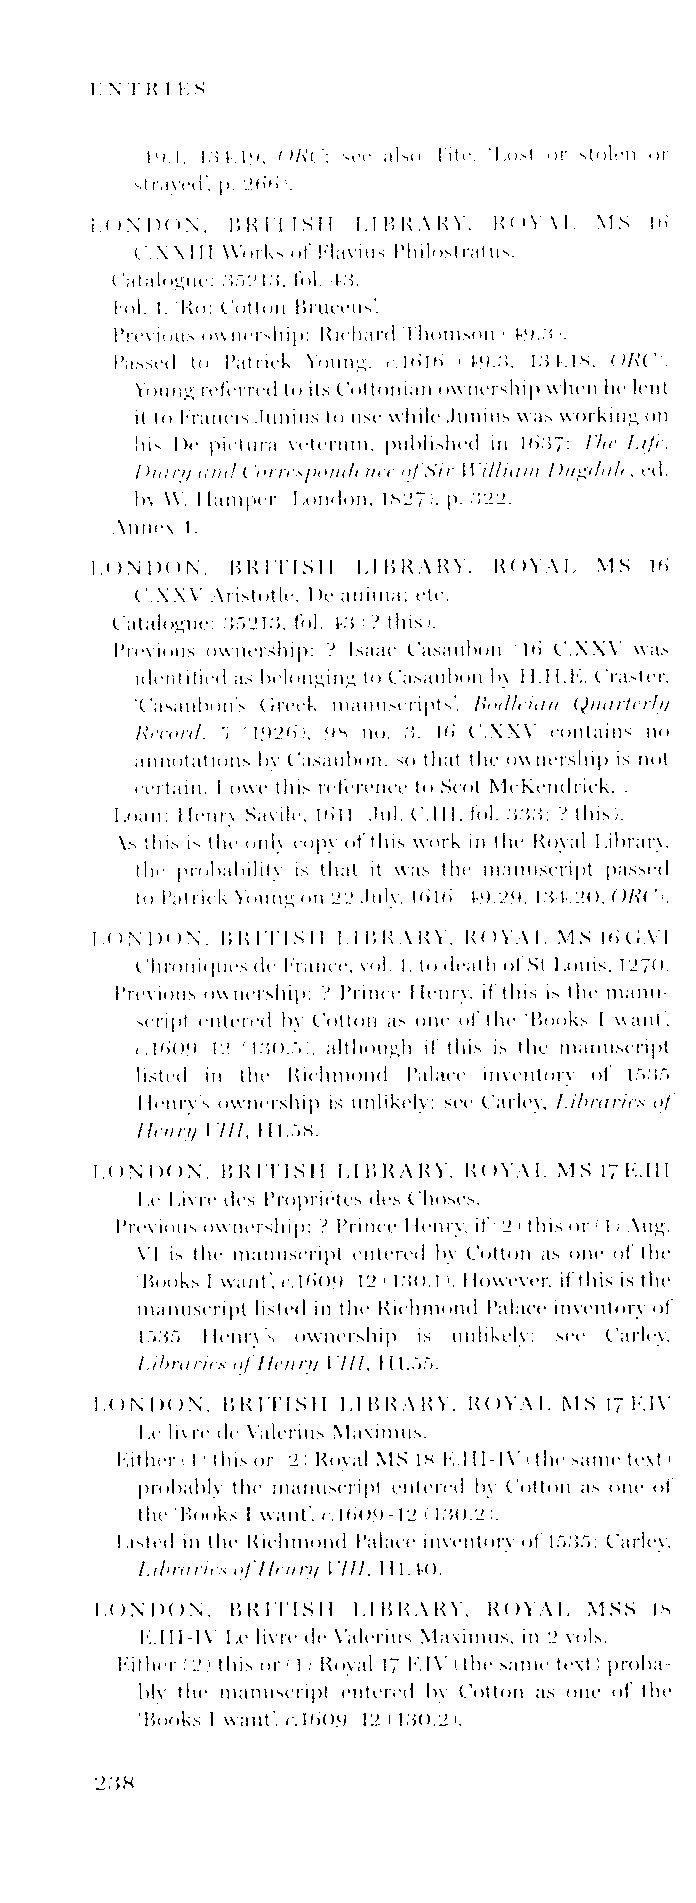 ENTRIES
49.1, 134.19, ORC; see also Tite, 'Lost or stolen or
strayed', p. 266).
LONDON, BRITISH LIBRARY, ROYAL MS 16
C.XXIII Works of Flavius Philostratus.
Catalogue: 35213, fol. 43.
Fol. 1, 'Ro: Cotton Bruceus'.
Previous ownership: Richard Thomson (49.3).
Passed to Patrick Young, c.1616 (49.3, 134.18, ORC).
Young referred to its Cottonian ownership when he lent
it to Francis Junius to use while Junius was working on
his De pictura veterum, published in 1637: The Life,
Diary and Correspondence of Sir William Dugdale, ed.
by W. Hamper (London, 1827), p. 322.
Annex 1.
LONDON, BRITISH LIBRARY, ROYAL MS 16
C.XXV Aristotle, De anima; etc.
Catalogue: 35213, fol. 43 (? this).
Previous ownership: ? Isaac Casaubon (16 C.XXV was
identified as belonging to Casaubon by H.H.E. Craster,
'Casaubon's Greek manuscripts', Bodleian Quarterly
Record, 5 (1926), 98 no. 3. 16 C.XXV contains no
annotations by Casaubon, so that the ownership is not
certain. I owe this reference to Scot McKendrick.).
Loan: Henry Savile, 1611 (Jul. C.III, fol. 333: ? this).
As this is the only copy of this work in the Royal Library,
the probability is that it was the manuscript passed
to Patrick Young on 22 July, 1616 (49.29, 134.20, ORC).
LONDON, BRITISH LIBRARY, ROYAL MS 16 G.VI
Chroniques de France, vol. 1, to death of St Louis, 1270.
Previous ownership: ? Prince Henry, if this is the manu-
script entered by Cotton as one of the 'Books I want',
c.1609–12 (130.5), although if this is the manuscript
listed in the Richmond Palace inventory of 1535
Henry's ownership is unlikely: see Carley, Libraries of
Henry VIII, H1.58.
LONDON, BRITISH LIBRARY, ROYAL MS 17 E.III
Le Livre des Propriétes des Choses.
Previous ownership: ? Prince Henry, if (2) this or (1) Aug.
VI is the manuscript entered by Cotton as one of the
'Books I want', c.1609–12 (130.1). However, if this is the
manuscript listed in the Richmond Palace inventory of
1535 Henry's ownership is unlikely: see Carley,
Libraries of Henry VIII, H1.55.
LONDON, BRITISH LIBRARY, ROYAL MS 17 F.IV
Le livre de Valerius Maximus.
Either (1) this or (2) Royal MS 18 E.III-IV (the same text)
probably the manuscript entered by Cotton as one of
the 'Books I want', c.1609–12 (130.2).
Listed in the Richmond Palace inventory of 1535: Carley,
Libraries of Henry VIII, H1.40.
LONDON, BRITISH LIBRARY, ROYAL MSS 18
E.III-IV Le livre de Valerius Maximus, in 2 vols.
Either (2) this or (1) Royal 17 F.IV (the same text) proba-
bly the manuscript entered by Cotton as one of the
'Books I want', c.1609–12 (130.2).
238